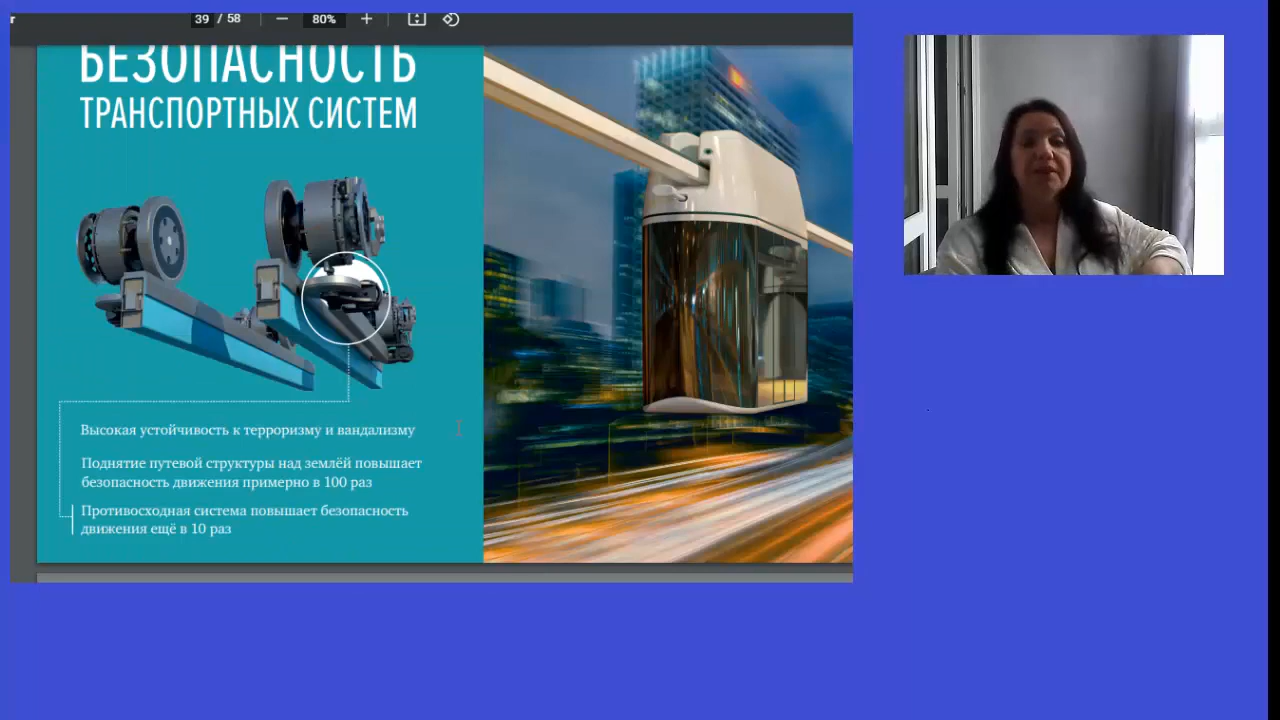 39 / 58 — 80% +
БЕЗОПАСНОСТЬ
ТРАНСПОРТНЫХ СИСТЕМ
Высокая устойчивость к терроризму и вандализму
Поднятие путевой структуры над землёй повышает
безопасность движения примерно в 100 раз
Противосходная система повышает безопасность
движения ещё в 10 раз